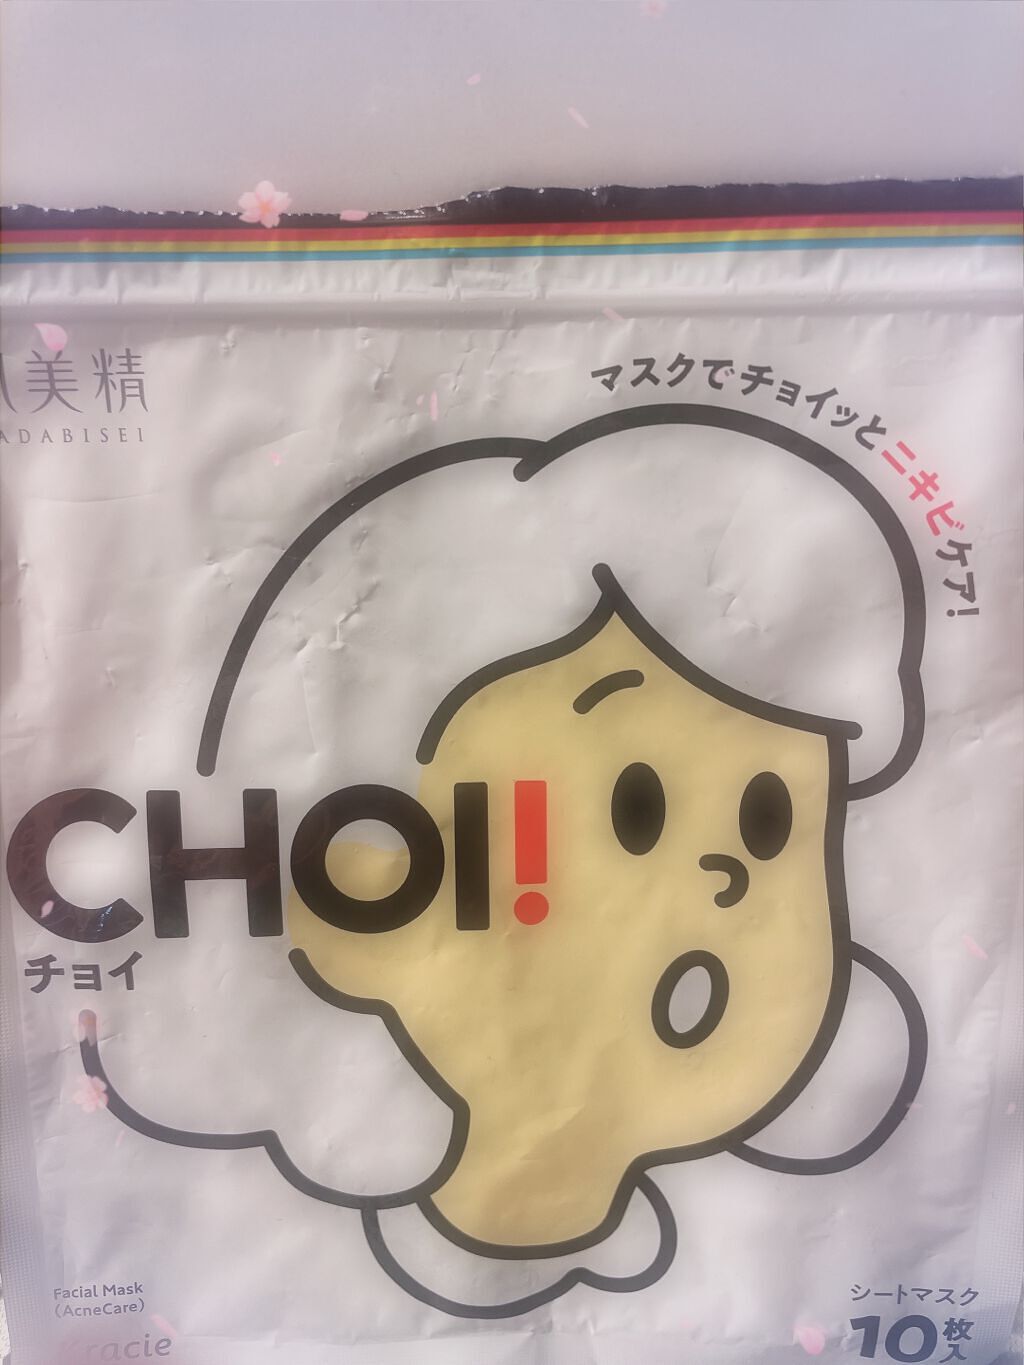 美精
ADABISEI
マスクでチョイッとニキビケア!
CHOI!
チョイ
Facial Mask
(AcneCare)
Kracie
シートマスク
10枚入